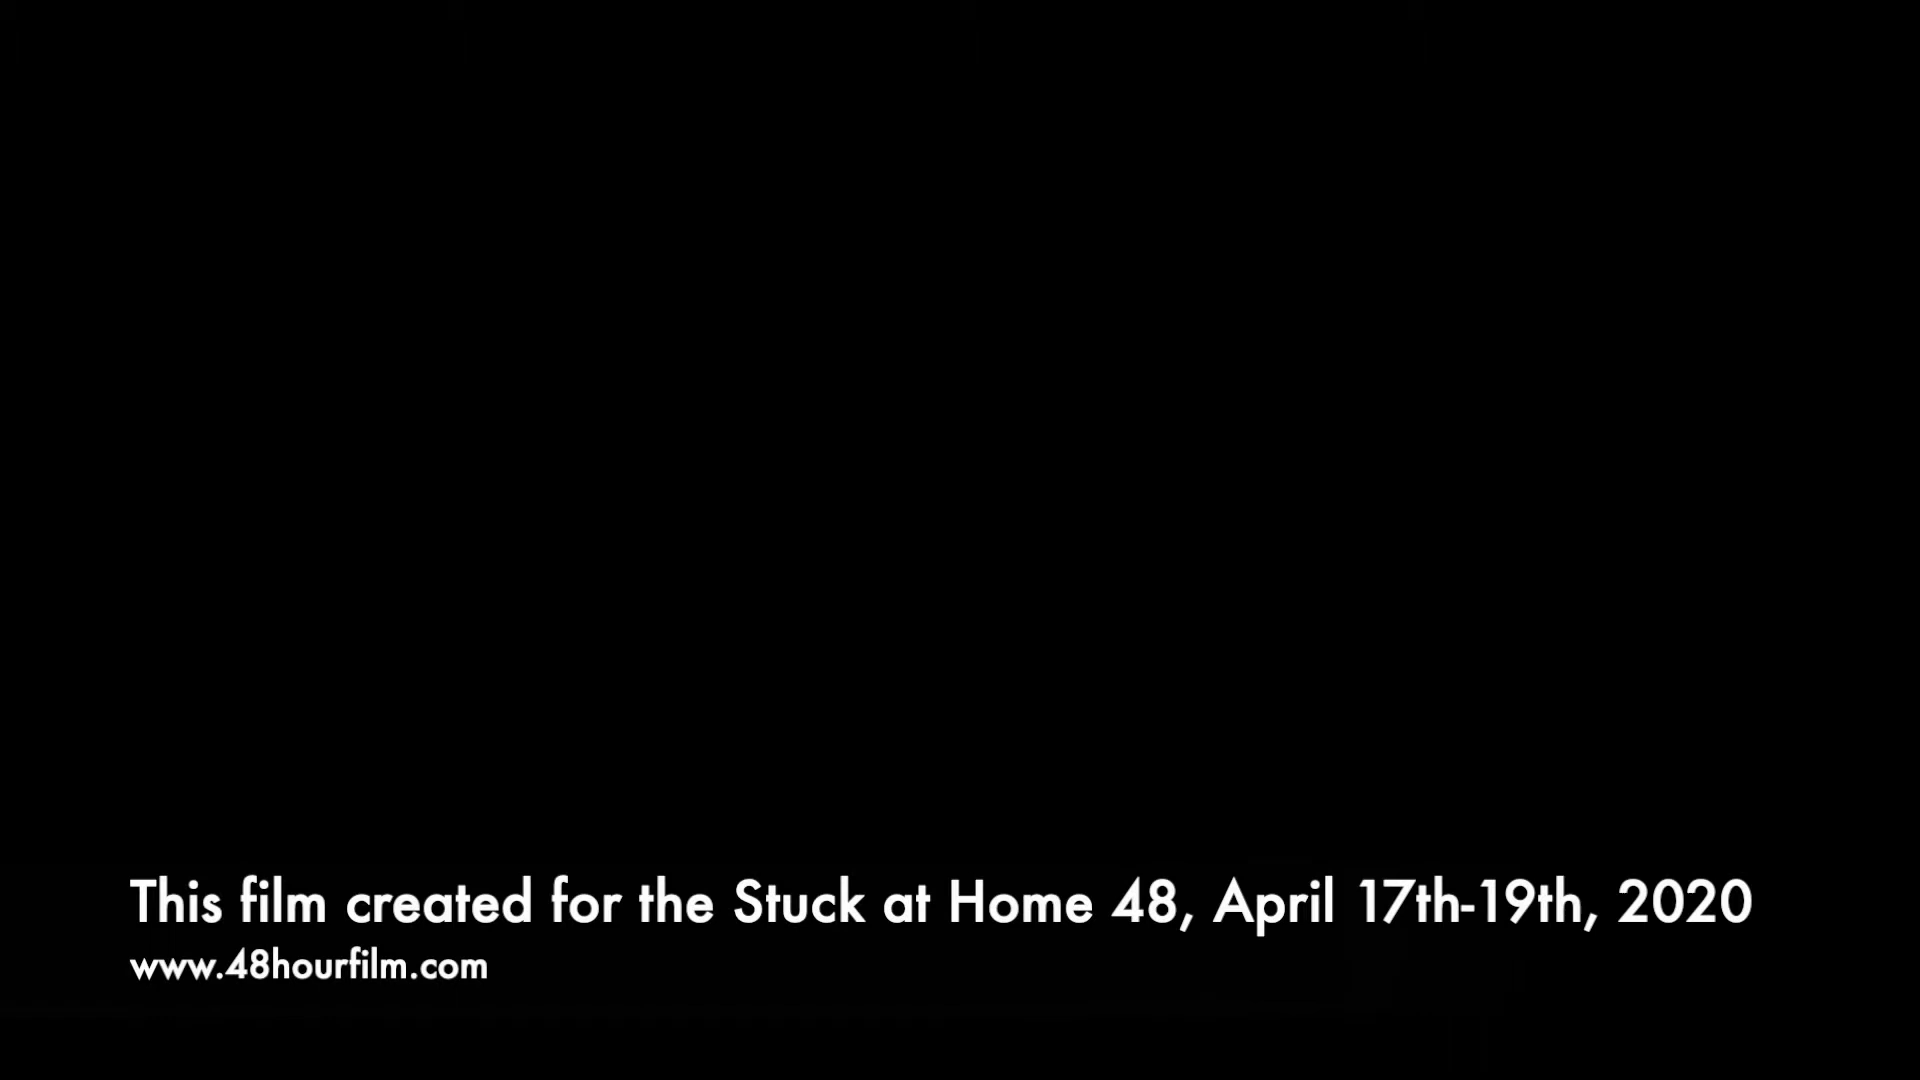 This film created for the Stuck at Home 48, April 17th-19th, 2020
www.48hourfilm.com